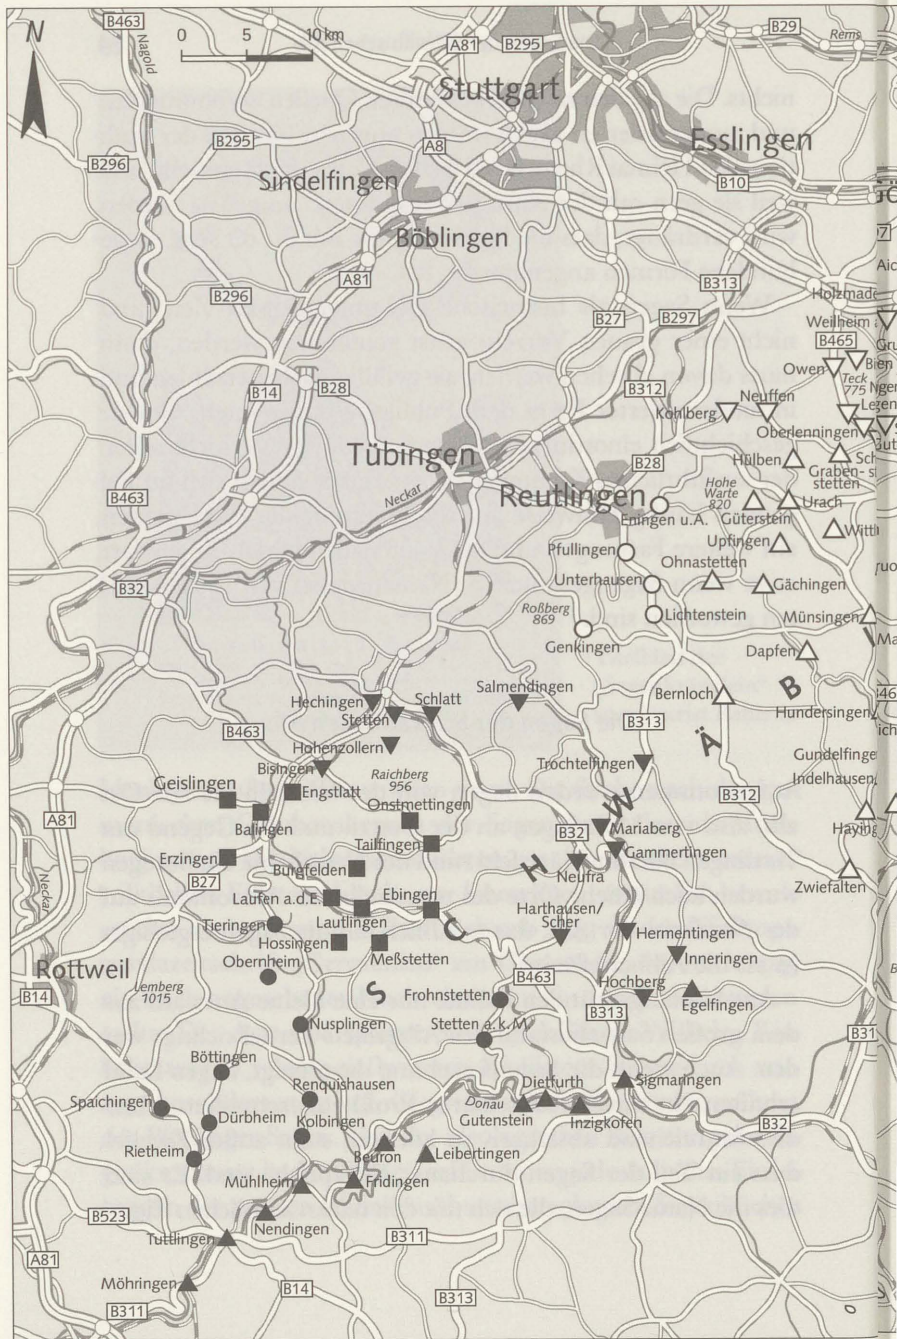 B463
N
0 5 10 km
A81
B295
B29
Rems
Nagold
Stuttgart
B295
A8
Esslingen
B296
B10
Sindelfingen
Böblingen
A81
B313
Holzmade
B296
B27
B297
Weilheim
B465
Owen
Bien
Teck
775
B14
B28
B312
Neuffen
Kohlberg
Oberlenningen
Tübingen
B28
Hülben
Graben-
stetten
B463
Neckar
Reutlingen
Hohe
Warte
820
Urach
Eningen u.A.
Güterstein
Pfullingen
Upfingen
Ohnastetten
B32
Unterhausen
Gächingen
Roßberg
869
Lichtenstein
Münsingen
Genkingen
Dapfen
Hechingen
Schlatt
Salmendingen
Bernloch
B
Stetten
B463
B313
Hundersingen
Hohenzollern
Ä
Bisingen
Trochtelfingen
Gundelfinge
Raichberg
956
Indelhausen
Geislingen
Engstlatt
Onstmettingen
B312
A81
W
Balingen
B32
Mariaberg
Haying
Tailfingen
Gammertingen
Erzingen
H
Burgfelden
Neufra
B27
Zwiefalten
Neckar
Laufen a.d.E.
Ebingen
Harthausen/
Scher
Tieringen
Lautlingen
C
Hermentingen
Hossingen
Meßstetten
Inneringen
Rottweil
Obernheim
B463
Hochberg
B14
Lemberg
1015
S
Frohnstetten
Egelfingen
Nusplingen
Stetten a.k.M.
B313
B31
Böttingen
Dietfurth
Sigmaringen
Renquishausen
Spaichingen
Donau
Gutenstein
Inzigkofen
Dürbheim
Kolbingen
B32
Rietheim
Beuron
Leibertingen
Mühlheim
Fridingen
B523
Nendingen
Tuttlingen
B311
A81
Möhringen
B14
B313
B311